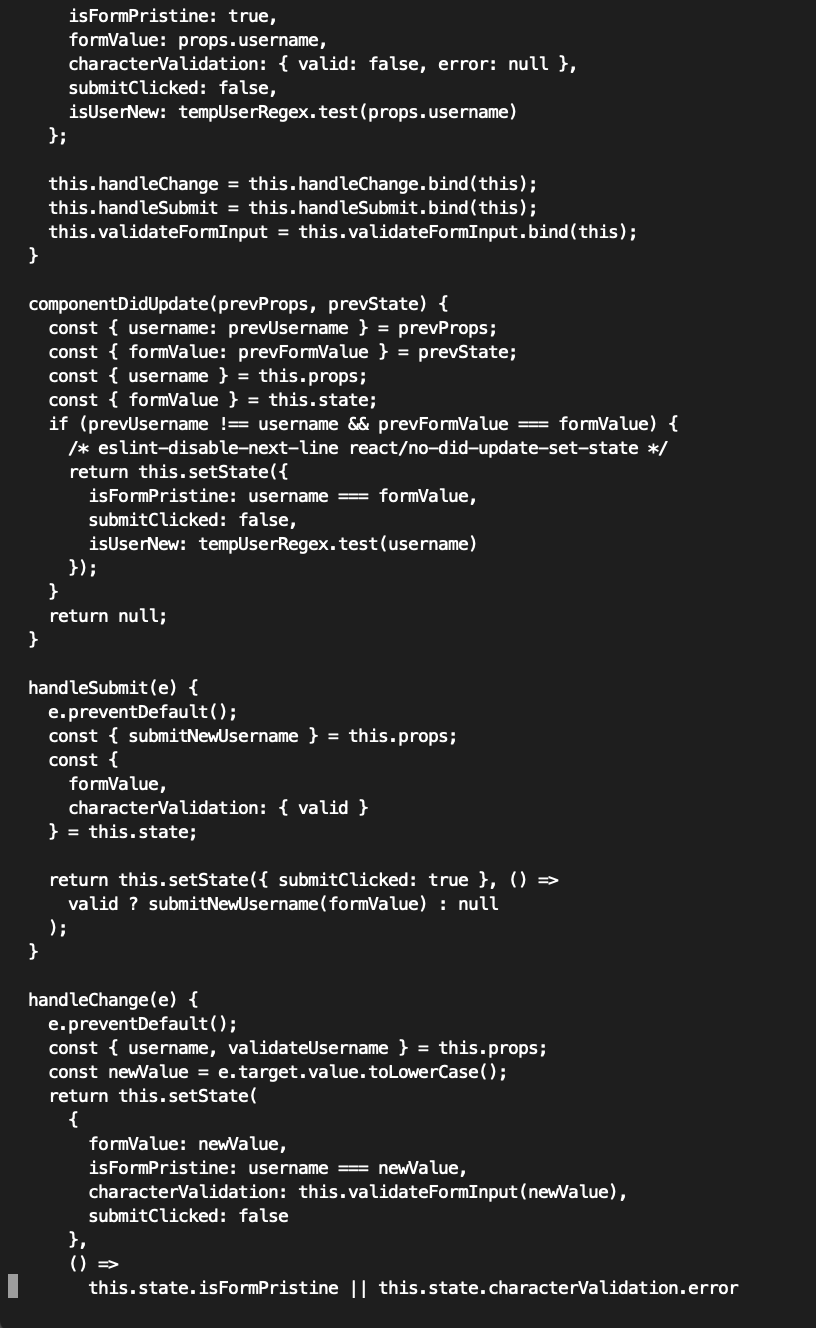 isFormPristine: true,
formValue: props.username,
characterValidation: { valid: false, error: null },
submitClicked: false,
isUserNew: tempUserRegex.test(props.username)
};
this.handleChange = this.handleChange.bind(this);
this.handleSubmit = this.handleSubmit.bind(this);
this.validateFormInput = this.validateFormInput.bind(this);
}
componentDidUpdate(prevProps, prevState) {
const { username: prevUsername } = prevProps;
const { formValue: prevFormValue } = prevState;
const { username } = this.props;
const { formValue } = this.state;
if (prevUsername !== username && prevFormValue === formValue) {
/* eslint-disable-next-line react/no-did-update-set-state */
return this.setState({
isFormPristine: username === formValue,
submitClicked: false,
isUserNew: tempUserRegex.test(username)
});
}
return null;
}
handleSubmit(e) {
e.preventDefault();
const { submitNewUsername } = this.props;
const {
formValue,
characterValidation: { valid }
} = this.state;
return this.setState({ submitClicked: true }, () =>
valid ? submitNewUsername(formValue) : null
);
}
handleChange(e) {
e.preventDefault();
const { username, validateUsername } = this.props;
const newValue = e.target.value.toLowerCase();
return this.setState(
{
formValue: newValue,
isFormPristine: username === newValue,
characterValidation: this.validateFormInput(newValue),
submitClicked: false
},
() =>
this.state.isFormPristine || this.state.characterValidation.error